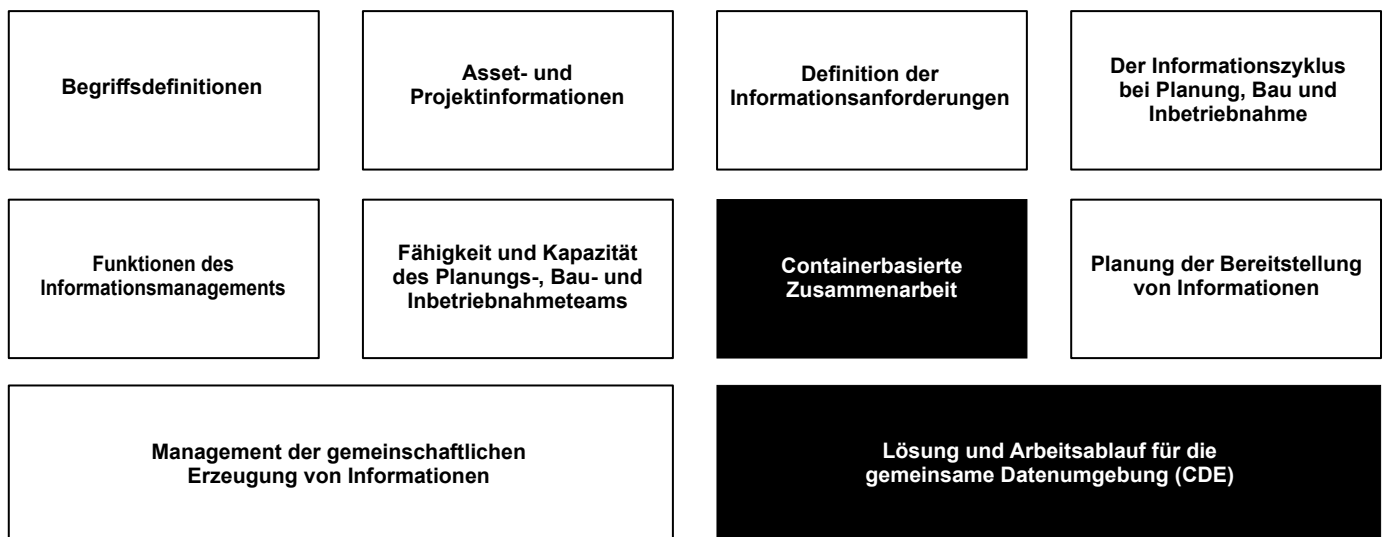 Begriffsdefinitionen
Asset- und
Projektinformationen
Definition der
Informationsanforderungen
Der Informationszyklus
bei Planung, Bau und
Inbetriebnahme
Funktionen des
Informationsmanagements
Fähigkeit und Kapazität
des Planungs-, Bau- und
Inbetriebnahmeteams
Containerbasierte
Zusammenarbeit
Planung der Bereitstellung
von Informationen
Management der gemeinschaftlichen
Erzeugung von Informationen
Lösung und Arbeitsablauf für die
gemeinsame Datenumgebung (CDE)